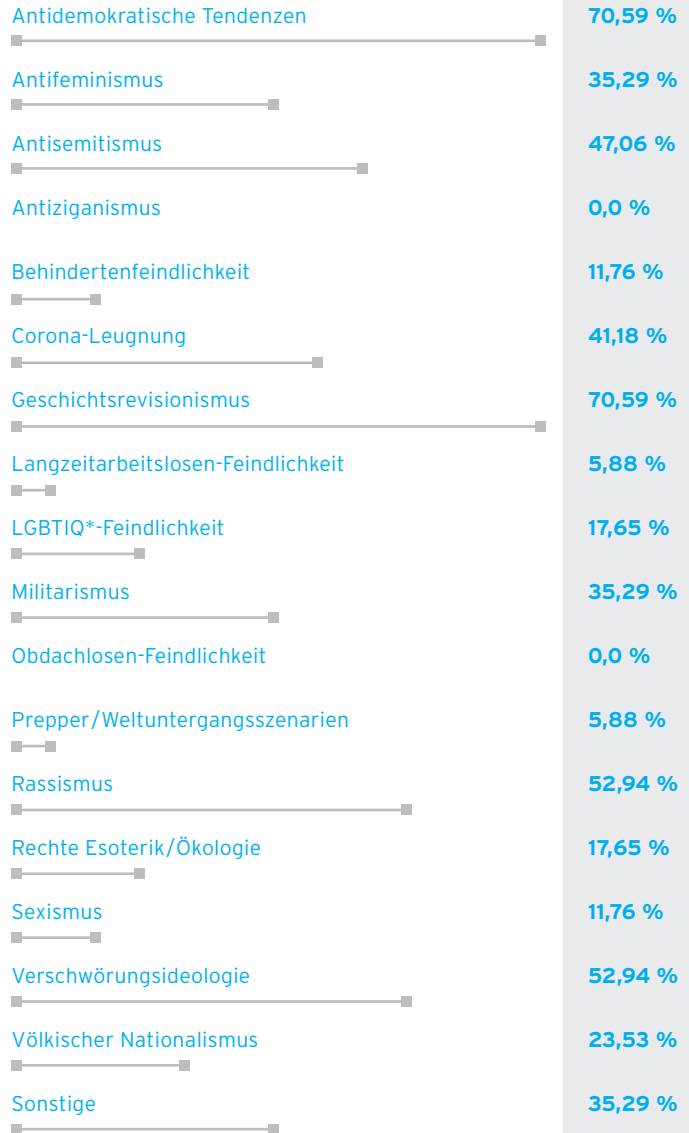 Antidemokratische Tendenzen 70,59 %
Antifeminismus 35,29 %
Antisemitismus 47,06 %
Antiziganismus 0,0 %
Behindertenfeindlichkeit 11,76 %
Corona-Leugnung 41,18 %
Geschichtsrevisionismus 70,59 %
Langzeitarbeitslosen-Feindlichkeit 5,88 %
LGBTIQ*-Feindlichkeit 17,65 %
Militarismus 35,29 %
Obdachlosen-Feindlichkeit 0,0 %
Prepper/Weltuntergangsszenarien 5,88 %
Rassismus 52,94 %
Rechte Esoterik/Ökologie 17,65 %
Sexismus 11,76 %
Verschwörungsideologie 52,94 %
Völkischer Nationalismus 23,53 %
Sonstige 35,29 %